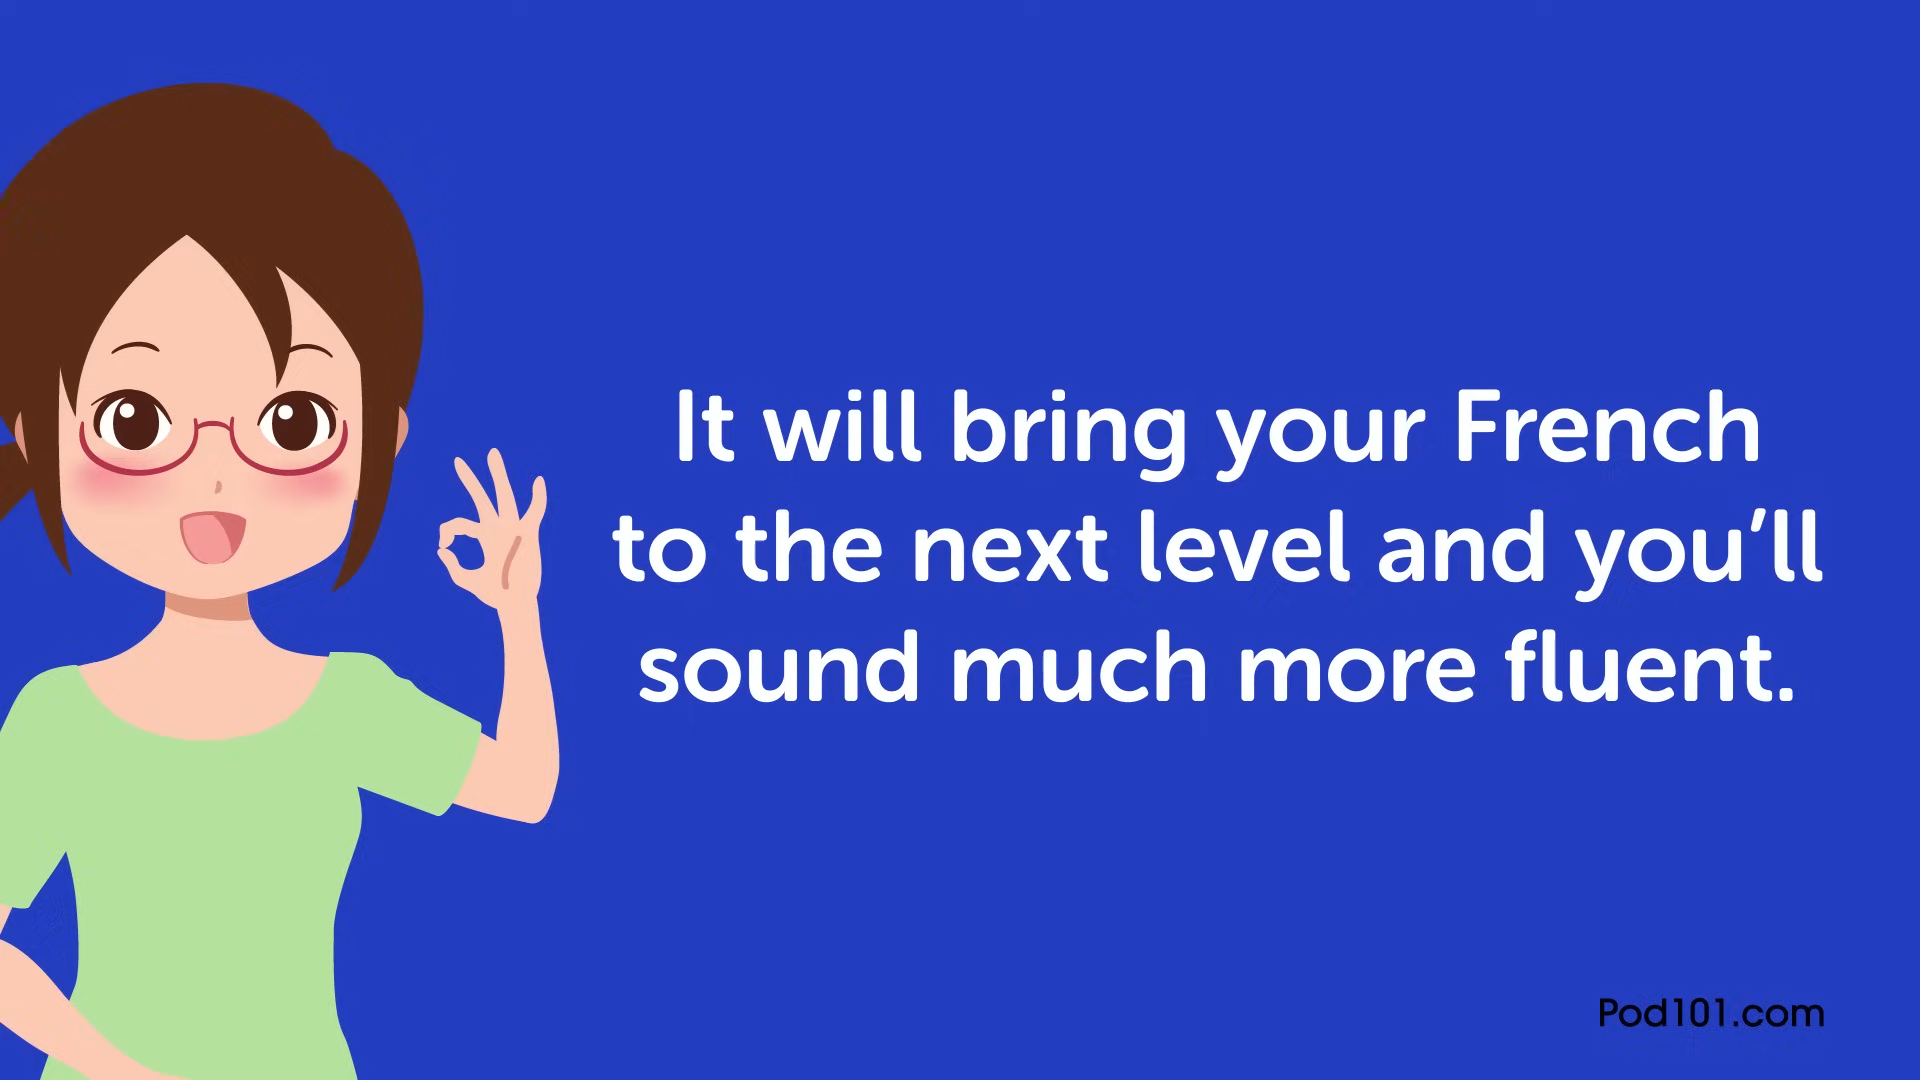 It will bring your French
to the next level and you’ll
sound much more fluent.
Pod101.com